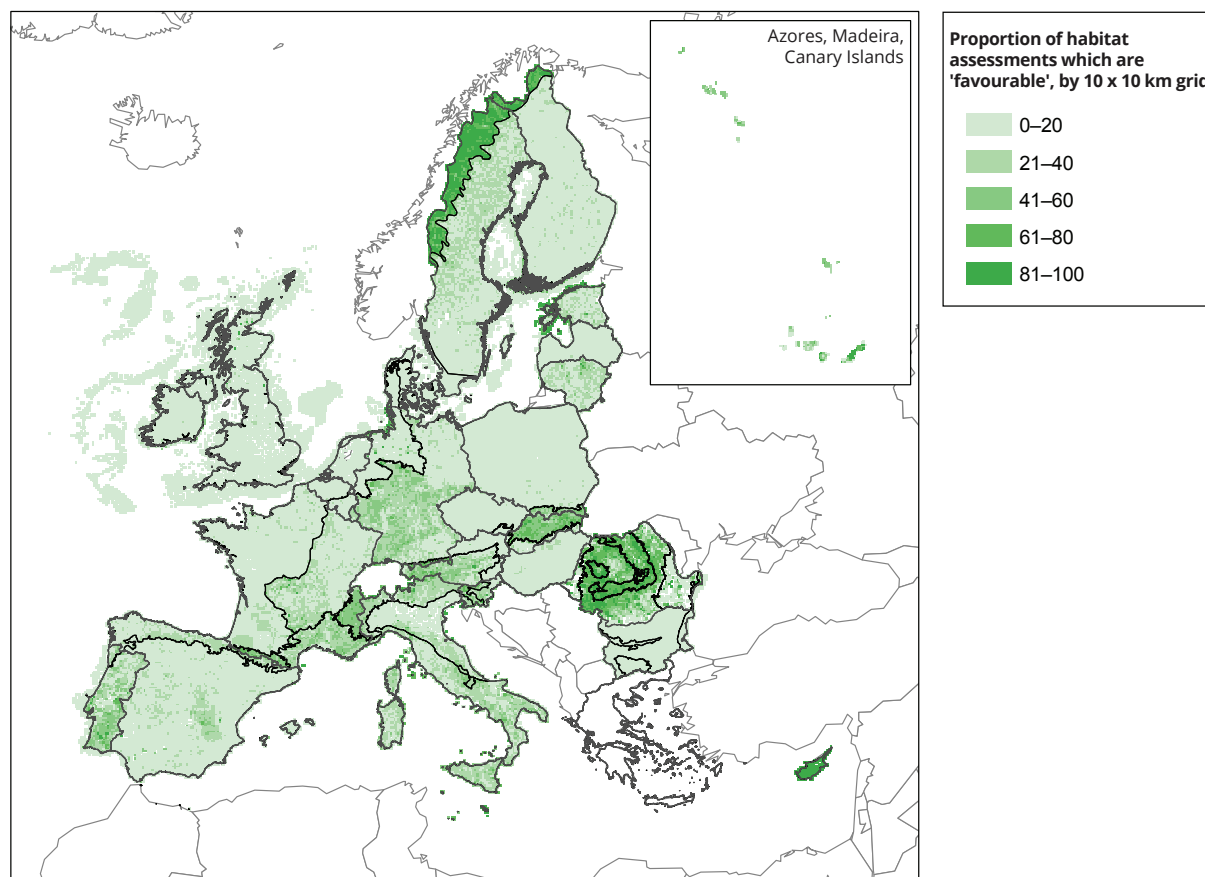 Azores, Madeira,
Canary Islands
Proportion of habitat
assessments which are
'favourable', by 10 x 10 km grid
0–20
21–40
41–60
61–80
81–100